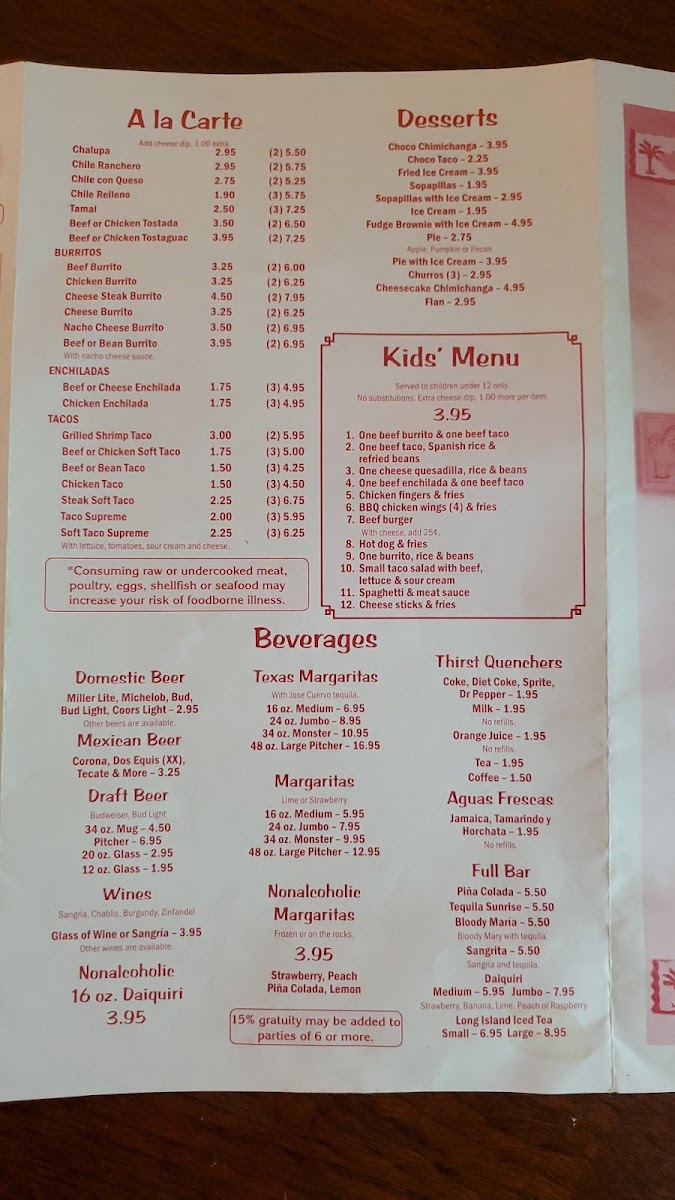 A la Carte
Add cheese dip, 1.00 extra.
Chalupa 2.95 (2) 5.50
Chile Ranchero 2.95 (2) 5.75
Chile con Queso 2.75 (2) 5.25
Chile Relleno 1.90 (3) 5.75
Tamal 2.50 (3) 7.25
Beef or Chicken Tostada 3.50 (2) 6.50
Beef or Chicken Tostaguac 3.95 (2) 7.25
BURRITOS
Beef Burrito 3.25 (2) 6.00
Chicken Burrito 3.25 (2) 6.25
Cheese Steak Burrito 4.50 (2) 7.95
Cheese Burrito 3.25 (2) 6.25
Nacho Cheese Burrito 3.50 (2) 6.95
Beef or Bean Burrito 3.95 (2) 6.95
With nacho cheese sauce.
ENCHILADAS
Beef or Cheese Enchilada 1.75 (3) 4.95
Chicken Enchilada 1.75 (3) 4.95
TACOS
Grilled Shrimp Taco 3.00 (2) 5.95
Beef or Chicken Soft Taco 1.75 (3) 5.00
Beef or Bean Taco 1.50 (3) 4.25
Chicken Taco 1.50 (3) 4.50
Steak Soft Taco 2.25 (3) 6.75
Taco Supreme 2.00 (3) 5.95
Soft Taco Supreme 2.25 (3) 6.25
With lettuce, tomatoes, sour cream and cheese.
*Consuming raw or undercooked meat,
poultry, eggs, shellfish or seafood may
increase your risk of foodborne illness.
Desserts
Choco Chimichanga – 3.95
Choco Taco – 2.25
Fried Ice Cream – 3.95
Sopapillas – 1.95
Sopapillas with Ice Cream – 2.95
Ice Cream – 1.95
Fudge Brownie with Ice Cream – 4.95
Pie – 2.75
Apple, Pumpkin or Pecan
Pie with Ice Cream – 3.95
Churros (3) – 2.95
Cheesecake Chimichanga – 4.95
Flan – 2.95
Kids' Menu
Served to children under 12 only.
No substitutions. Extra cheese dip, 1.00 more per item.
3.95
1. One beef burrito & one beef taco
2. One beef taco, Spanish rice &
refried beans
3. One cheese quesadilla, rice & beans
4. One beef enchilada & one beef taco
5. Chicken fingers & fries
6. BBQ chicken wings (4) & fries
7. Beef burger
With cheese, add 25¢.
8. Hot dog & fries
9. One burrito, rice & beans
10. Small taco salad with beef,
lettuce & sour cream
11. Spaghetti & meat sauce
12. Cheese sticks & fries
Beverages
Domestic Beer
Miller Lite, Michelob, Bud,
Bud Light, Coors Light – 2.95
Other beers are available.
Mexican Beer
Corona, Dos Equis (XX),
Tecate & More – 3.25
Draft Beer
Budweiser, Bud Light
34 oz. Mug – 4.50
Pitcher – 6.95
20 oz. Glass – 2.95
12 oz. Glass – 1.95
Wines
Sangria, Chablis, Burgundy, Zinfandel
Glass of Wine or Sangría – 3.95
Other wines are available.
Nonalcoholic
16 oz. Daiquiri
3.95
Texas Margaritas
With Jose Cuervo tequila.
16 oz. Medium – 6.95
24 oz. Jumbo – 8.95
34 oz. Monster – 10.95
48 oz. Large Pitcher – 16.95
Margaritas
Lime or Strawberry
16 oz. Medium – 5.95
24 oz. Jumbo – 7.95
34 oz. Monster – 9.95
48 oz. Large Pitcher – 12.95
Nonalcoholic
Margaritas
Frozen or on the rocks.
3.95
Strawberry, Peach
Piña Colada, Lemon
15% gratuity may be added to
parties of 6 or more.
Thirst Quenchers
Coke, Diet Coke, Sprite,
Dr Pepper – 1.95
Milk – 1.95
No refills.
Orange Juice – 1.95
No refills.
Tea – 1.95
Coffee – 1.50
Aguas Frescas
Jamaica, Tamarindo y
Horchata – 1.95
No refills.
Full Bar
Piña Colada – 5.50
Tequila Sunrise – 5.50
Bloody María – 5.50
Bloody Mary with tequila.
Sangrita – 5.50
Sangria and tequila.
Daiquiri
Medium – 5.95 Jumbo – 7.95
Strawberry, Banana, Lime, Peach or Raspberry
Long Island Iced Tea
Small – 6.95 Large – 8.95